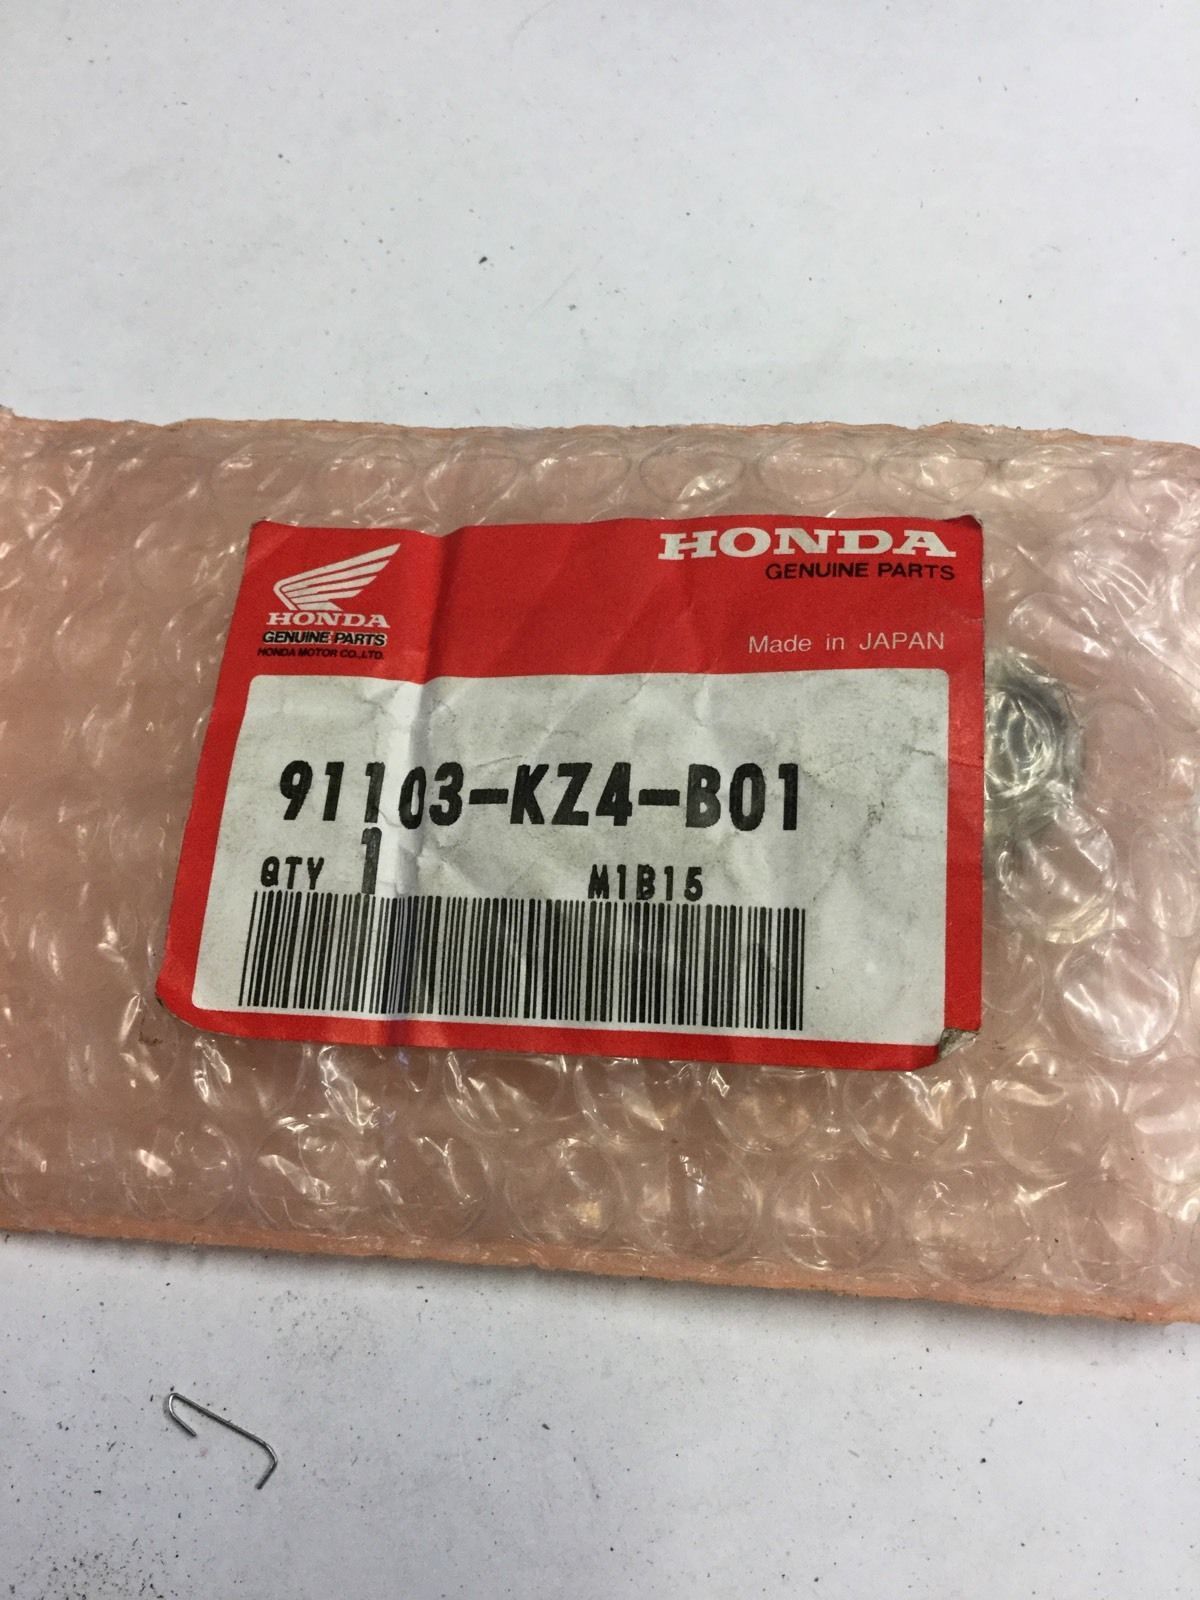 HONDA
GENUINE PARTS
HONDA MOTOR CO.,LTD.
HONDA
GENUINE PARTS
Made in JAPAN
91103-KZ4-B01
QTY 1 M1B15